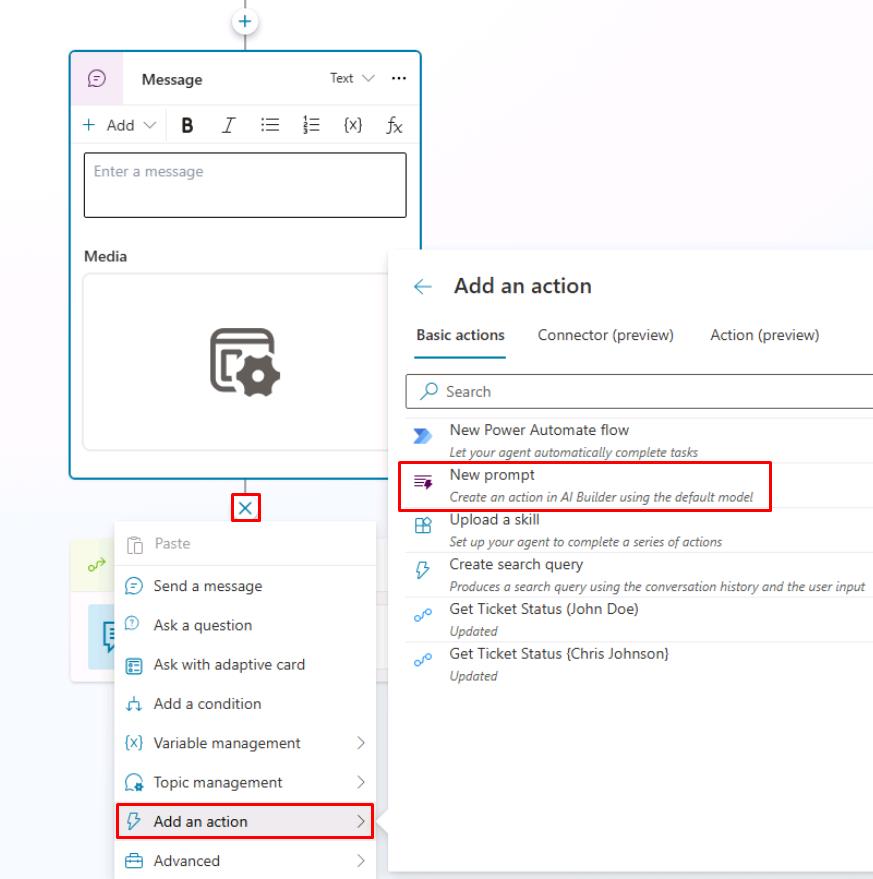 Message
Text
Add
B
I
{x}
fx
Enter a message
Media
Add an action
Basic actions
Connector (preview)
Action (preview)
Search
New Power Automate flow
Let your agent automatically complete tasks
New prompt
Create an action in AI Builder using the default model
Upload a skill
Set up your agent to complete a series of actions
Create search query
Produces a search query using the conversation history and the user input
Get Ticket Status (John Doe)
Updated
Get Ticket Status {Chris Johnson}
Updated
Paste
Send a message
Ask a question
Ask with adaptive card
Add a condition
{x} Variable management
Topic management
Add an action
Advanced